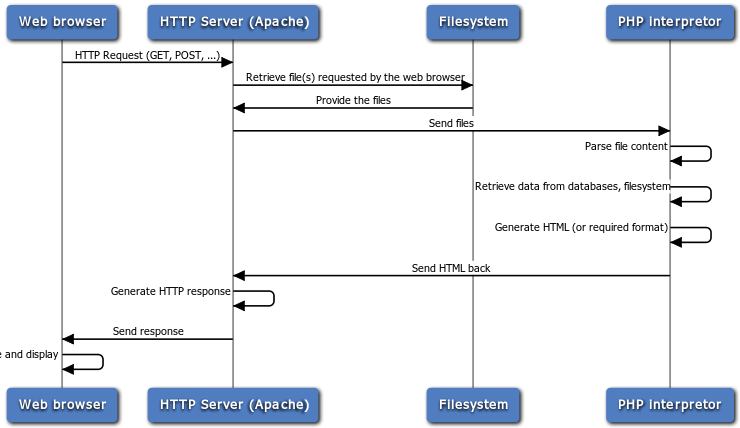 Web browser HTTP Server (Apache) Filesystem PHP interpretor
HTTP Request (GET, POST, ...)
Retrieve file(s) requested by the web browser
Provide the files
Send files
Parse file content
Retrieve data from databases, filesystem
Generate HTML (or required format)
Send HTML back
Generate HTTP response
Send response
and display
Web browser HTTP Server (Apache) Filesystem PHP interpretor